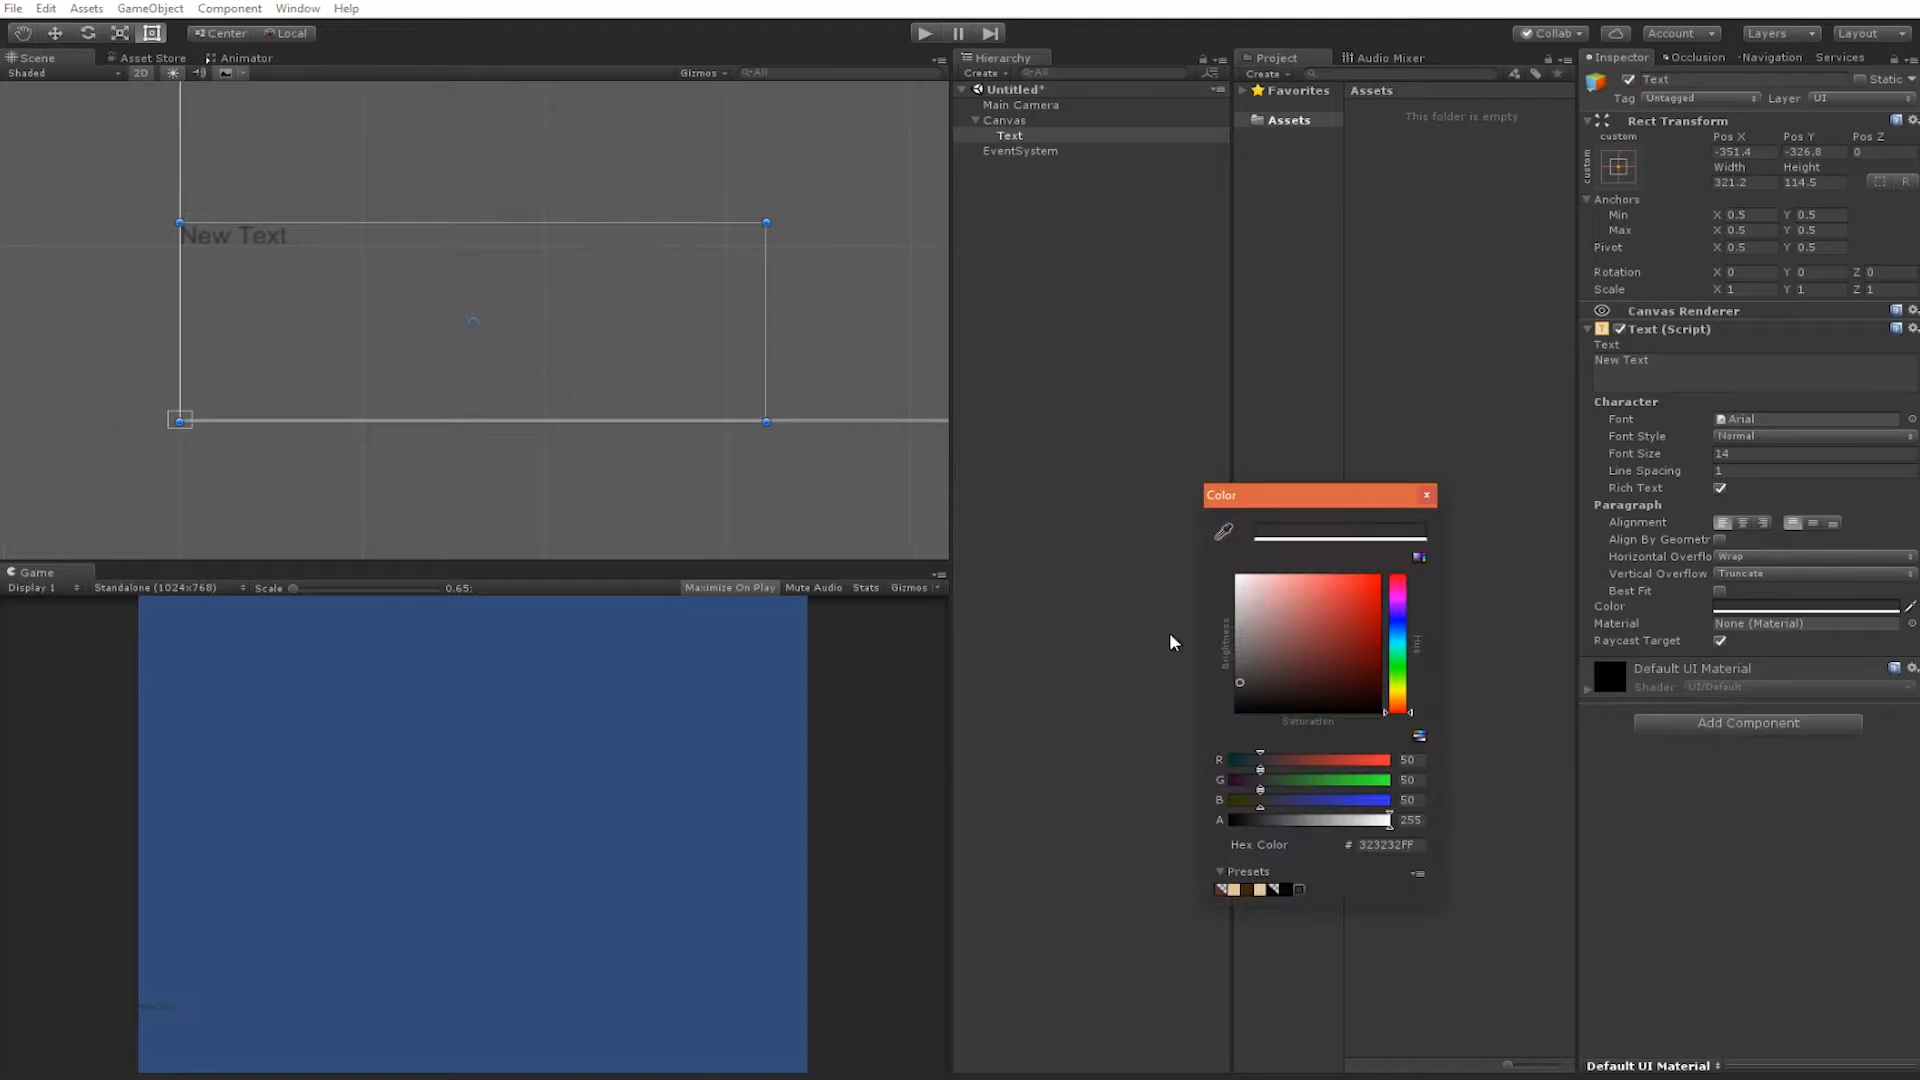 File Edit Assets GameObject Component Window Help
Center Local
Collab Account Layers Layout
Scene Asset Store Animator
Shaded 2D Gizmos All
New Text
Game
Display 1 Standalone (1024x768) Scale 0.65: Maximize On Play Mute Audio Stats Gizmos
Hierarchy
Create All
Untitled*
Main Camera
Canvas
Text
EventSystem
Project Audio Mixer
Create
Favorites
Assets
Assets
This folder is empty
Color
Brightness
Hue
Saturation
R 50
G 50
B 50
A 255
Hex Color # 323232FF
Presets
Inspector Occlusion Navigation Services
Text Static
Tag Untagged Layer UI
Rect Transform
custom
custom
Pos X Pos Y Pos Z
-351.4 -326.8 0
Width Height
321.2 114.5 R
Anchors
Min X 0.5 Y 0.5
Max X 0.5 Y 0.5
Pivot X 0.5 Y 0.5
Rotation X 0 Y 0 Z 0
Scale X 1 Y 1 Z 1
Canvas Renderer
Text (Script)
Text
New Text
Character
Font Arial
Font Style Normal
Font Size 14
Line Spacing 1
Rich Text
Paragraph
Alignment
Align By Geometr
Horizontal Overflo Wrap
Vertical Overflow Truncate
Best Fit
Color
Material None (Material)
Raycast Target
Default UI Material
Shader UI/Default
Add Component
Default UI Material